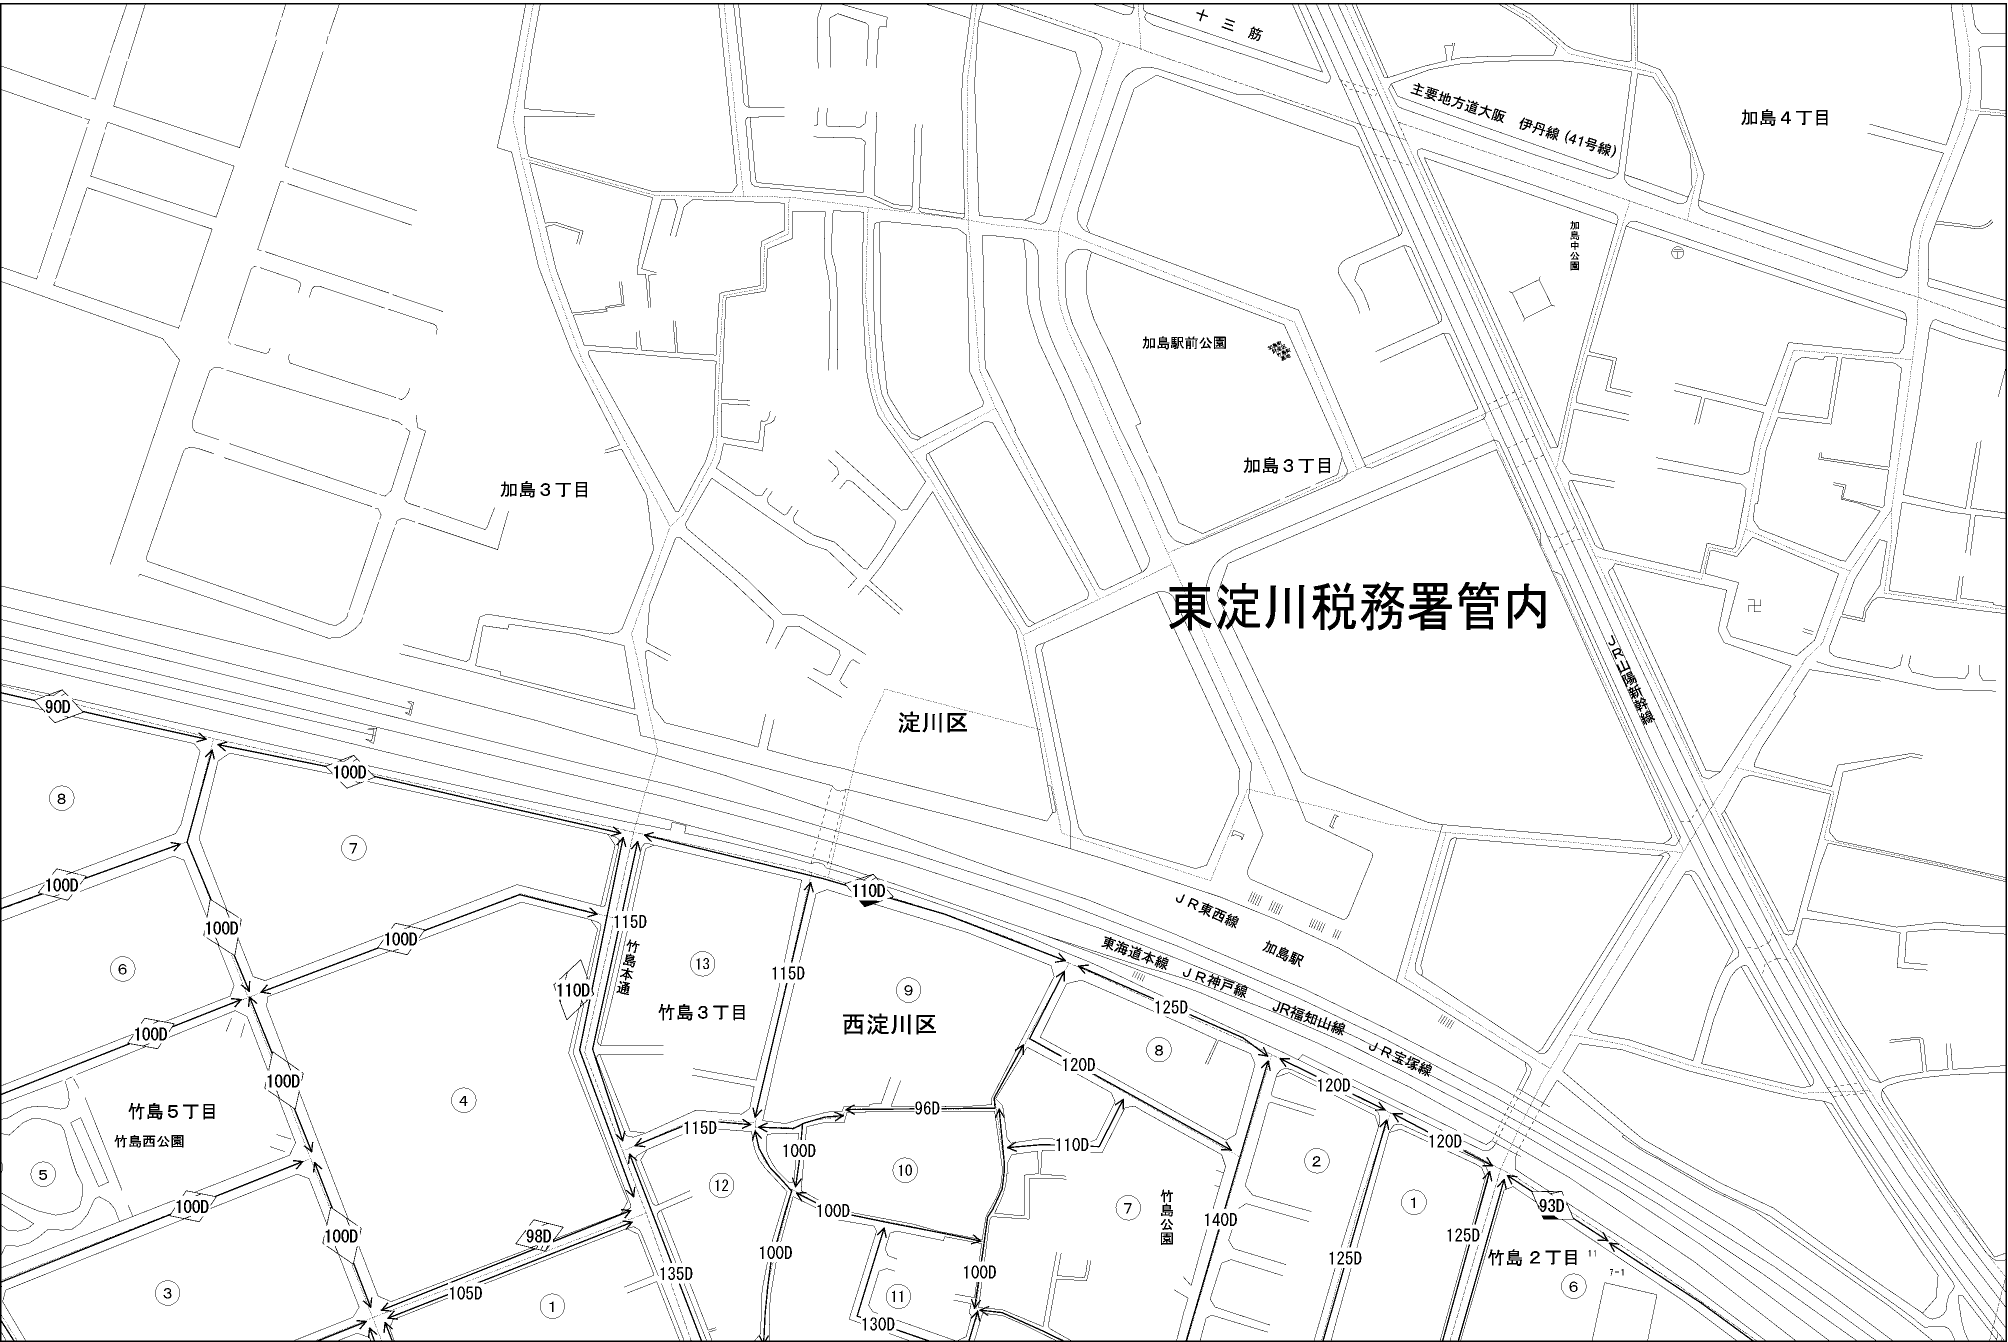 十三筋
主要地方道大阪　伊丹線 (41号線)
加島４丁目
加島中公園
加島駅前公園
加島３丁目
加島３丁目
東淀川税務署管内
卍
ＪＲ山陽新幹線
淀川区
90D
100D
8
7
100D
110D
115D
竹島本通
100D
100D
ＪＲ東西線
加島駅
東海道本線
ＪＲ神戸線
JR福知山線
ＪＲ宝塚線
6
13
115D
9
110D
125D
竹島３丁目
西淀川区
100D
8
120D
120D
100D
4
竹島５丁目
竹島西公園
96D
115D
100D
110D
120D
5
12
10
2
1
7
竹島公園
100D
100D
98D
100D
140D
125D
93D
100D
100D
125D
竹島２丁目
11
7-1
135D
105D
3
1
11
130D
6